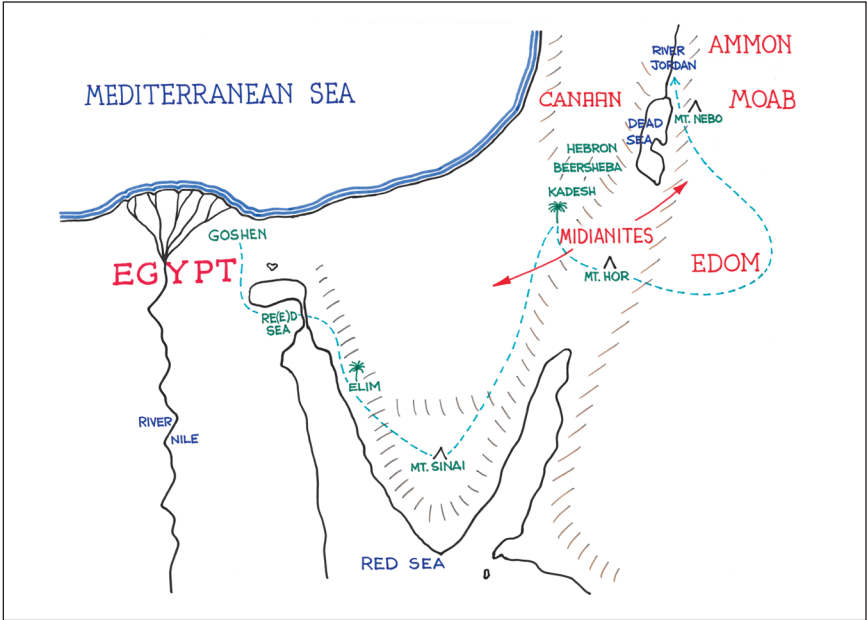 AMMON
RIVER
JORDAN
MEDITERRANEAN SEA
CANAAN
MOAB
MT. NEBO
DEAD
SEA
HEBRON
BEERSHEBA
KADESH
GOSHEN
MIDIANITES
EGYPT
EDOM
MT. HOR
RE(E)D
SEA
ELIM
RIVER
NILE
MT. SINAI
RED SEA